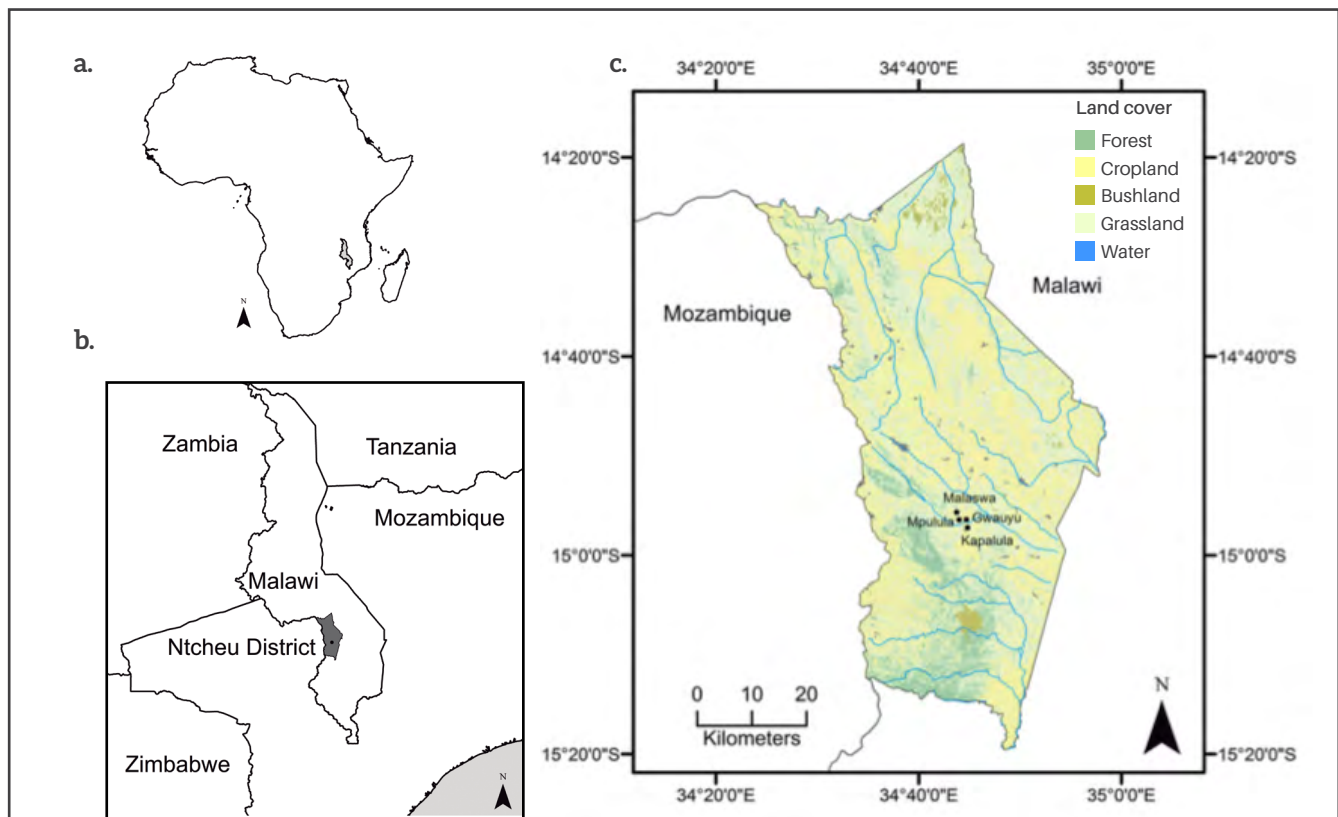 a.
N
b.
Zambia
Tanzania
Mozambique
Malawi
Ntcheu District
Zimbabwe
N
c.
34°20'0"E
34°40'0"E
35°0'0"E
Land cover
Forest
Cropland
Bushland
Grassland
Water
14°20'0"S
14°20'0"S
Mozambique
Malawi
14°40'0"S
14°40'0"S
Malaswa
Mpulula
Gwauyu
Kapalula
15°0'0"S
15°0'0"S
0 10 20
Kilometers
N
15°20'0"S
15°20'0"S
34°20'0"E
34°40'0"E
35°0'0"E